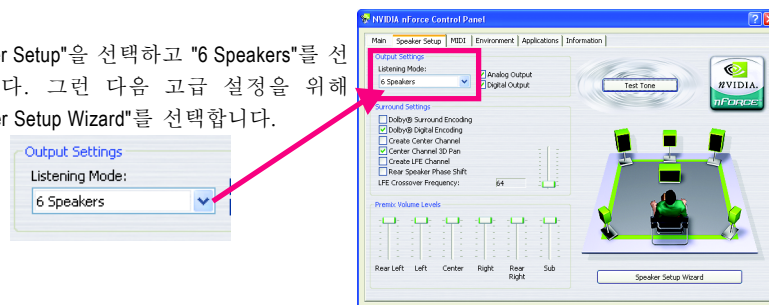 er Setup"을 선택하고 "6 Speakers"를 선
다. 그런 다음 고급 설정을 위해
er Setup Wizard"를 선택합니다.
Output Settings
Listening Mode:
6 Speakers
NVIDIA nForce Control Panel
Main Speaker Setup MIDI Environment Applications Information
Output Settings
Listening Mode:
6 Speakers
Analog Output
Digital Output
Surround Settings
Dolby® Surround Encoding
Dolby® Digital Encoding
Create Center Channel
Center Channel 3D Pan
Create LFE Channel
Rear Speaker Phase Shift
LFE Crossover Frequency: 64
Premix Volume Levels
Rear Left Left Center Right Rear Right Sub
Test Tone
NVIDIA.
nFORCE
Speaker Setup Wizard